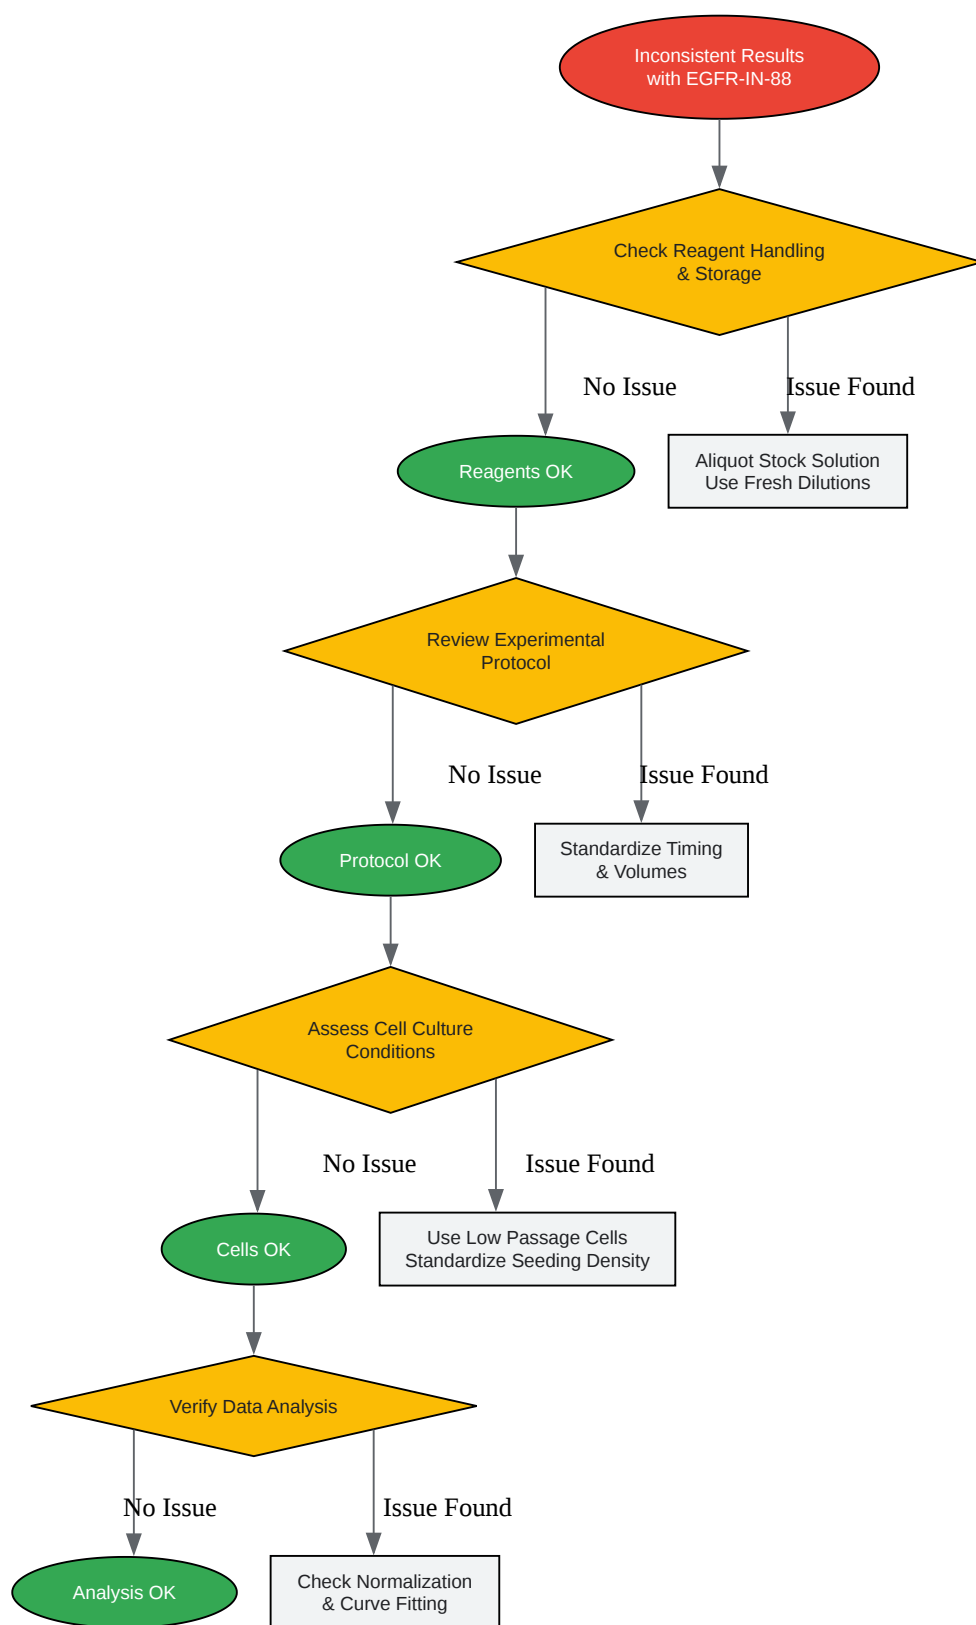 Inconsistent Results
with EGFR-IN-88
Check Reagent Handling
& Storage
No Issue
Issue Found
Reagents OK
Aliquot Stock Solution
Use Fresh Dilutions
Review Experimental
Protocol
No Issue
Issue Found
Protocol OK
Standardize Timing
& Volumes
Assess Cell Culture
Conditions
No Issue
Issue Found
Cells OK
Use Low Passage Cells
Standardize Seeding Density
Verify Data Analysis
No Issue
Issue Found
Analysis OK
Check Normalization
& Curve Fitting